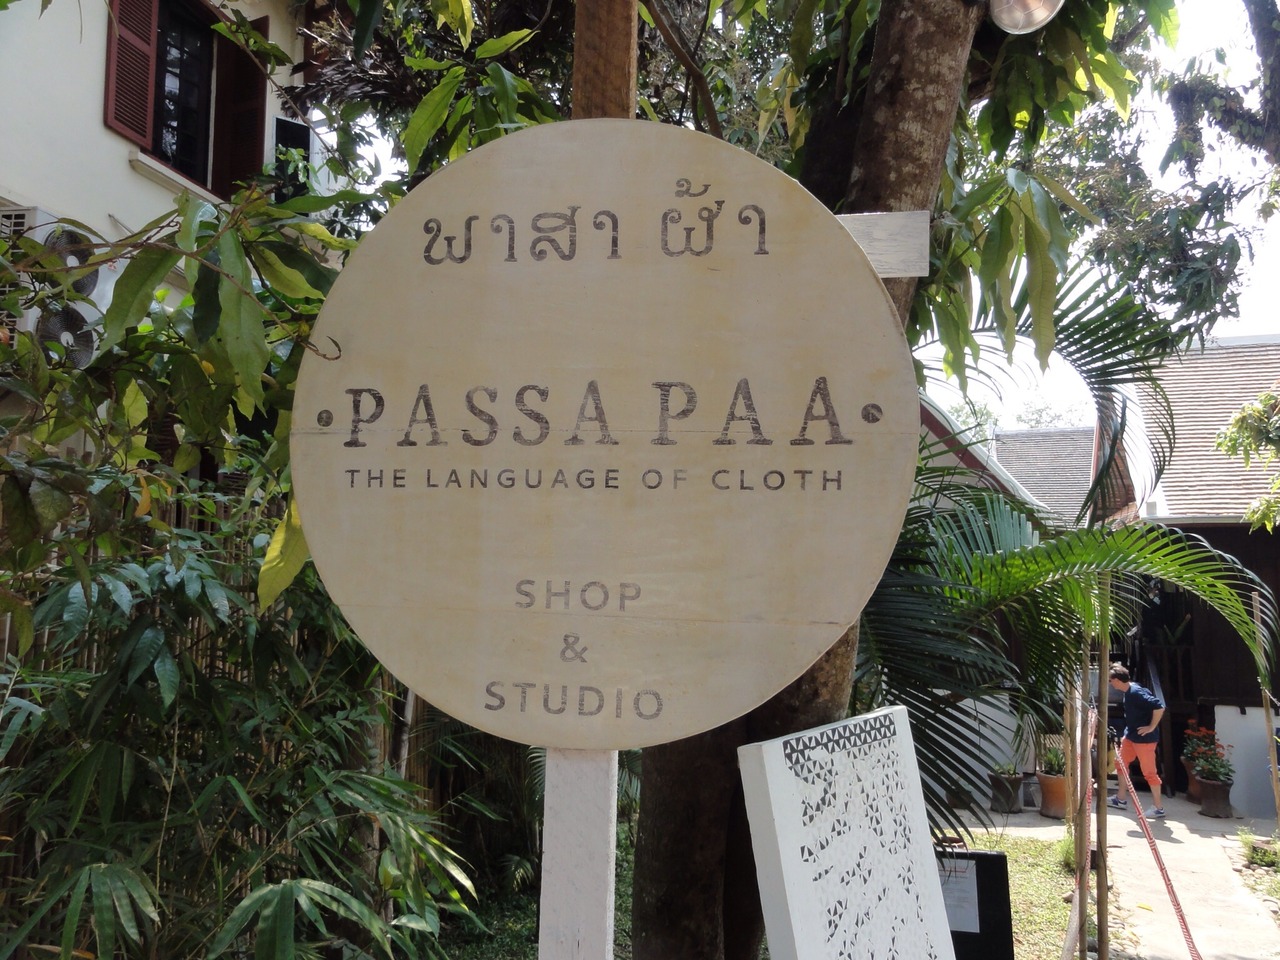 ພາສາ ຜ້າ
•PASSA PAA•
THE LANGUAGE OF CLOTH
SHOP
&
STUDIO